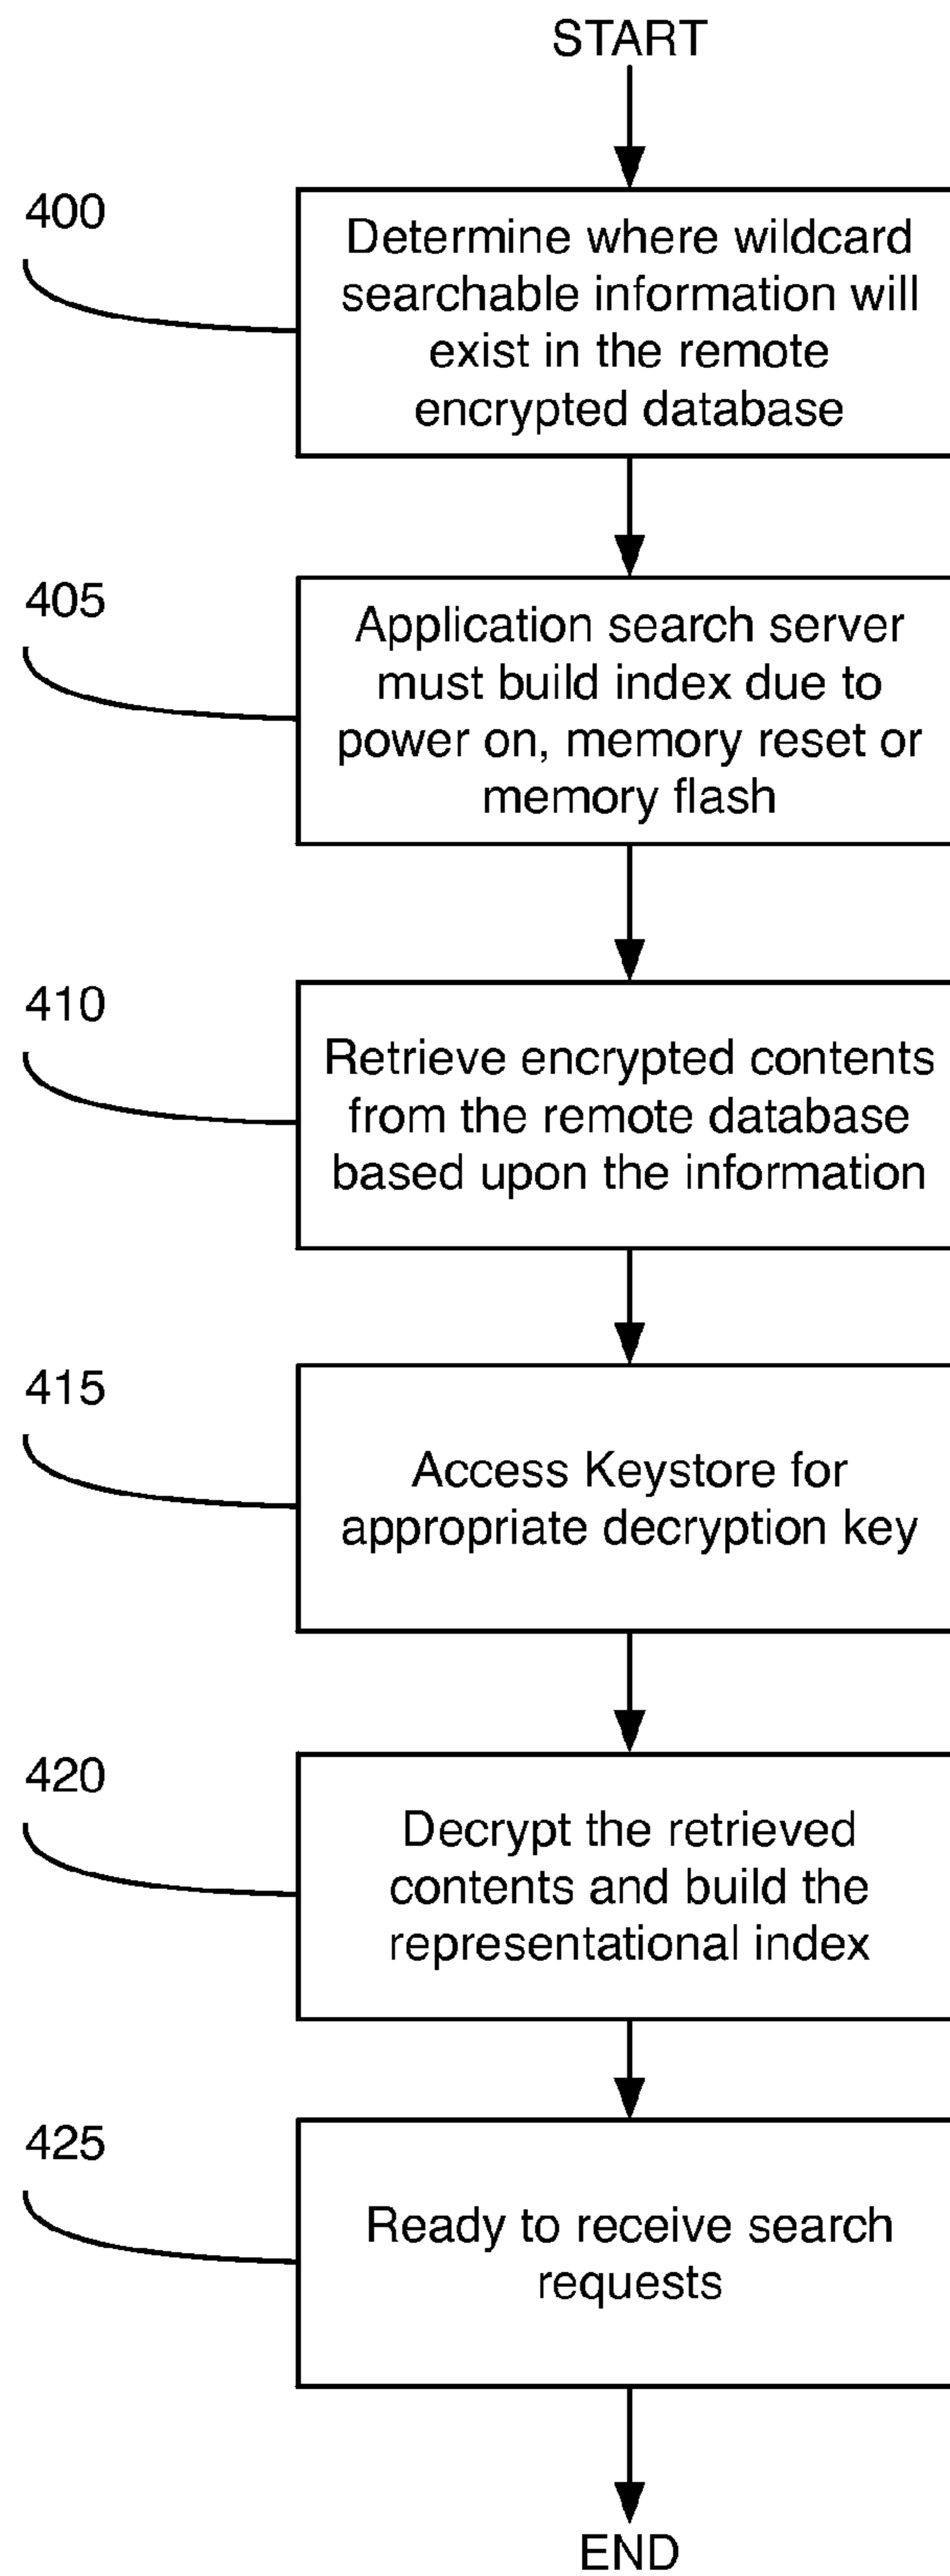 START
400
Determine where wildcard
searchable information will
exist in the remote
encrypted database
405
Application search server
must build index due to
power on, memory reset or
memory flash
410
Retrieve encrypted contents
from the remote database
based upon the information
415
Access Keystore for
appropriate decryption key
420
Decrypt the retrieved
contents and build the
representational index
425
Ready to receive search
requests
END